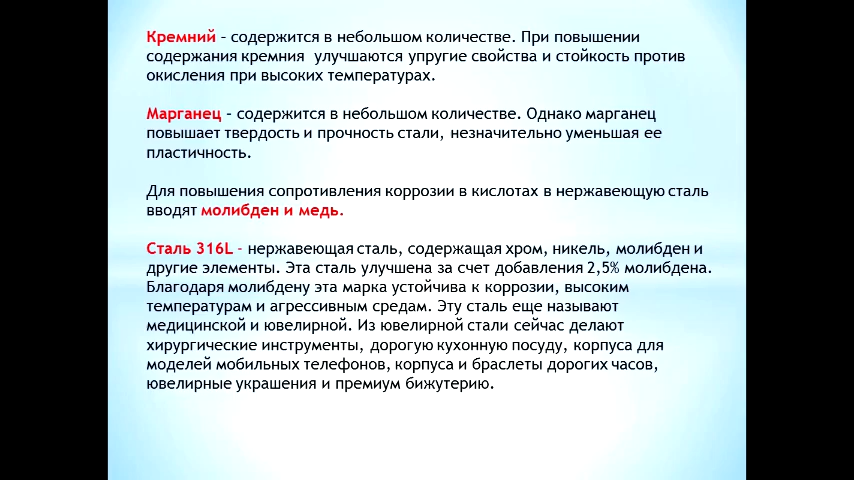 Кремний – содержится в небольшом количестве. При повышении
содержания кремния улучшаются упругие свойства и стойкость против
окисления при высоких температурах.
Марганец – содержится в небольшом количестве. Однако марганец
повышает твердость и прочность стали, незначительно уменьшая ее
пластичность.
Для повышения сопротивления коррозии в кислотах в нержавеющую сталь
вводят молибден и медь.
Сталь 316L - нержавеющая сталь, содержащая хром, никель, молибден и
другие элементы. Эта сталь улучшена за счет добавления 2,5% молибдена.
Благодаря молибдену эта марка устойчива к коррозии, высоким
температурам и агрессивным средам. Эту сталь еще называют
медицинской и ювелирной. Из ювелирной стали сейчас делают
хирургические инструменты, дорогую кухонную посуду, корпуса для
моделей мобильных телефонов, корпуса и браслеты дорогих часов,
ювелирные украшения и премиум бижутерию.